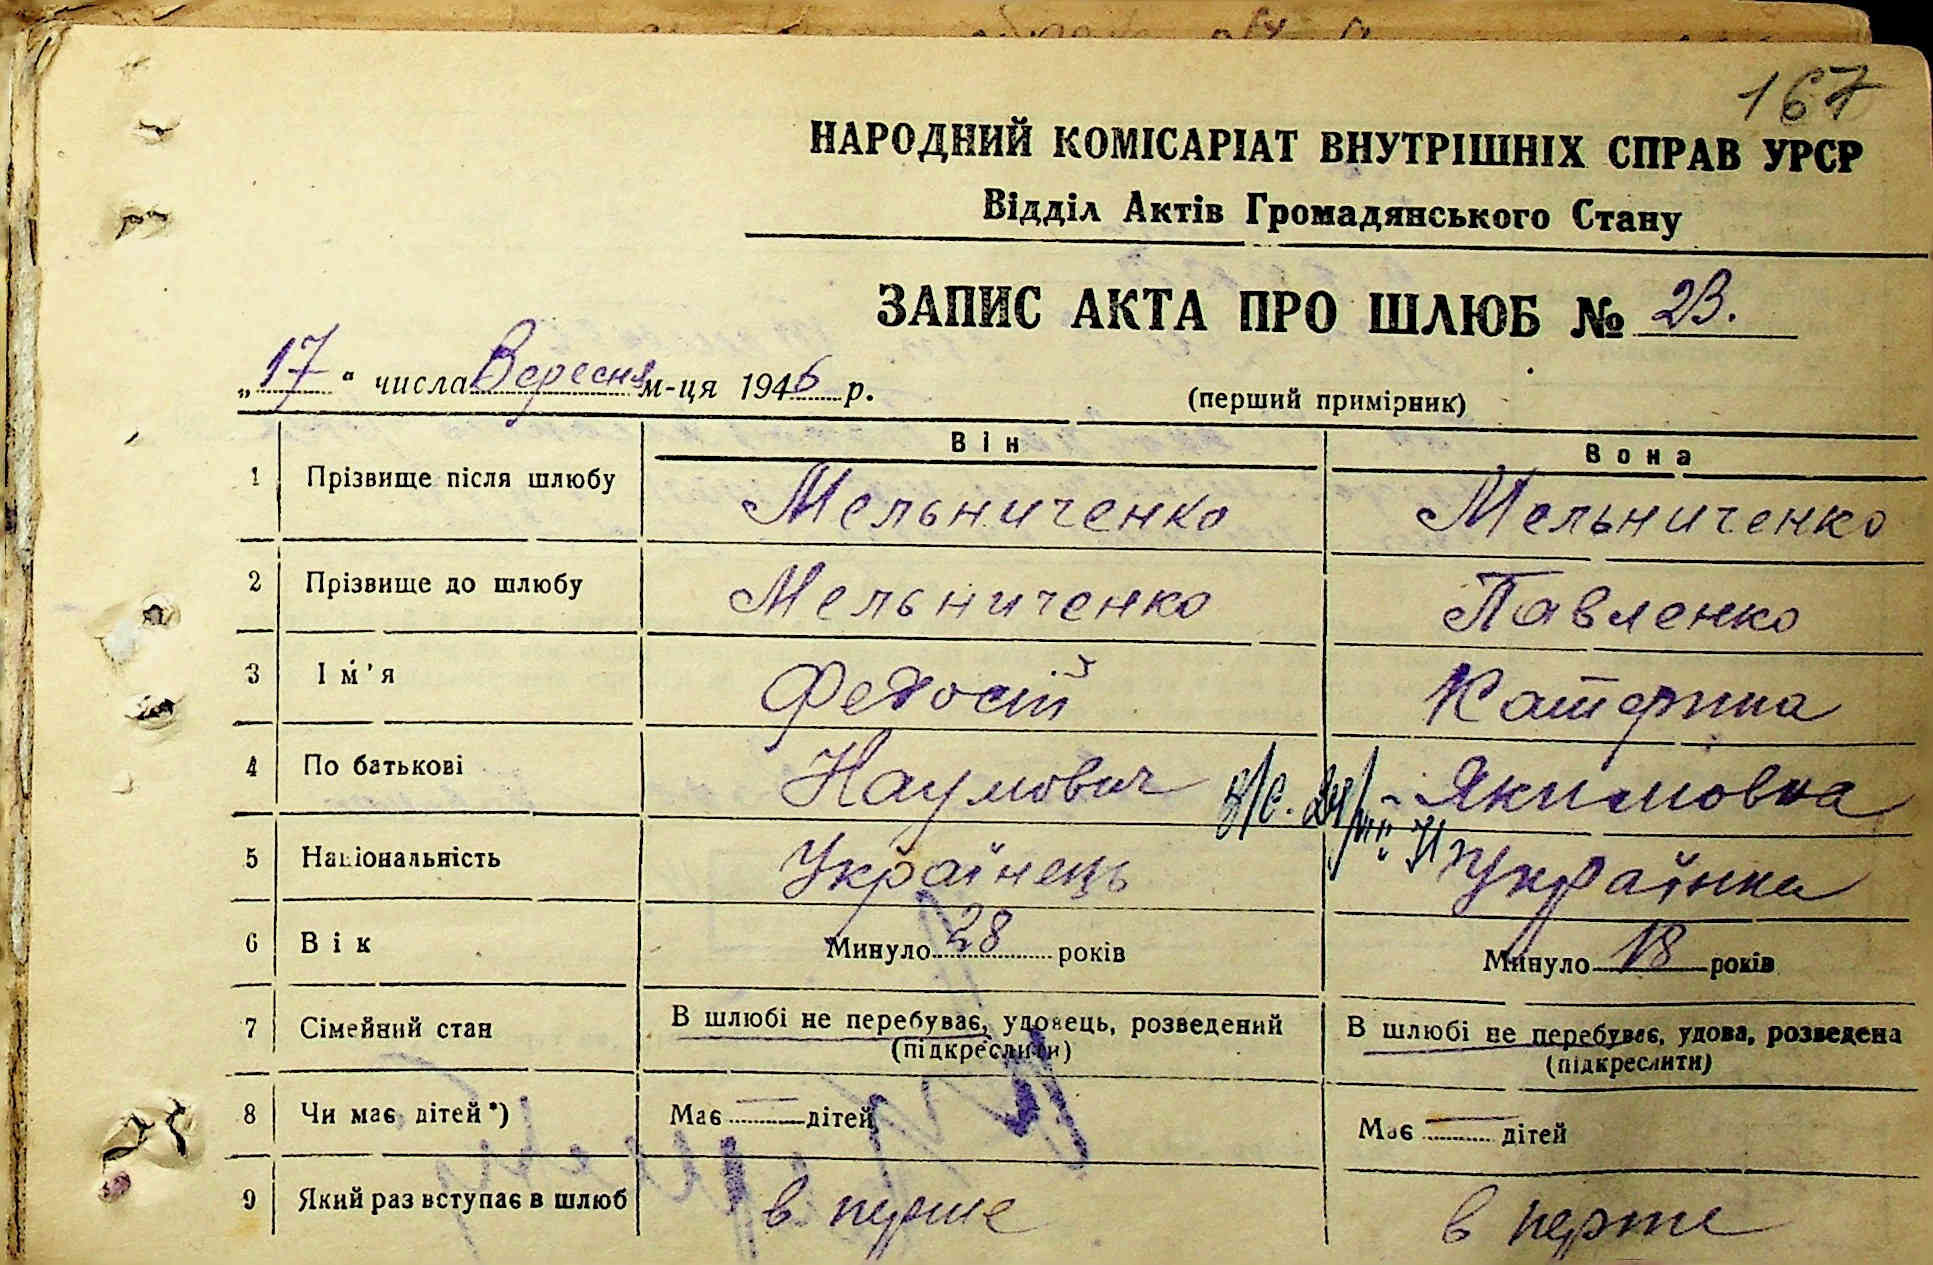 167
НАРОДНИЙ КОМІСАРІАТ ВНУТРІШНІХ СПРАВ УРСР
Відділ Актів Громадянського Стану
ЗАПИС АКТА ПРО ШЛЮБ № 23.
„17“ числа Вересня м-ця 1946 р. (перший примірник)
Він Вона
1 Прізвище після шлюбу Мельниченко Мельниченко
2 Прізвище до шлюбу Мельниченко Павленко
3 Ім'я Федосій Катерина
4 По батькові Наумович Якимовна
5 Національність Українець Українка
6 Вік Минуло 28 років Минуло 18 років
7 Сімейний стан В шлюбі не перебуває, удовець, розведений В шлюбі не перебуває, удова, розведена
(підкреслити) (підкреслити)
8 Чи має дітей*) Має — дітей Має — дітей
9 Який раз вступає в шлюб в перше в перше